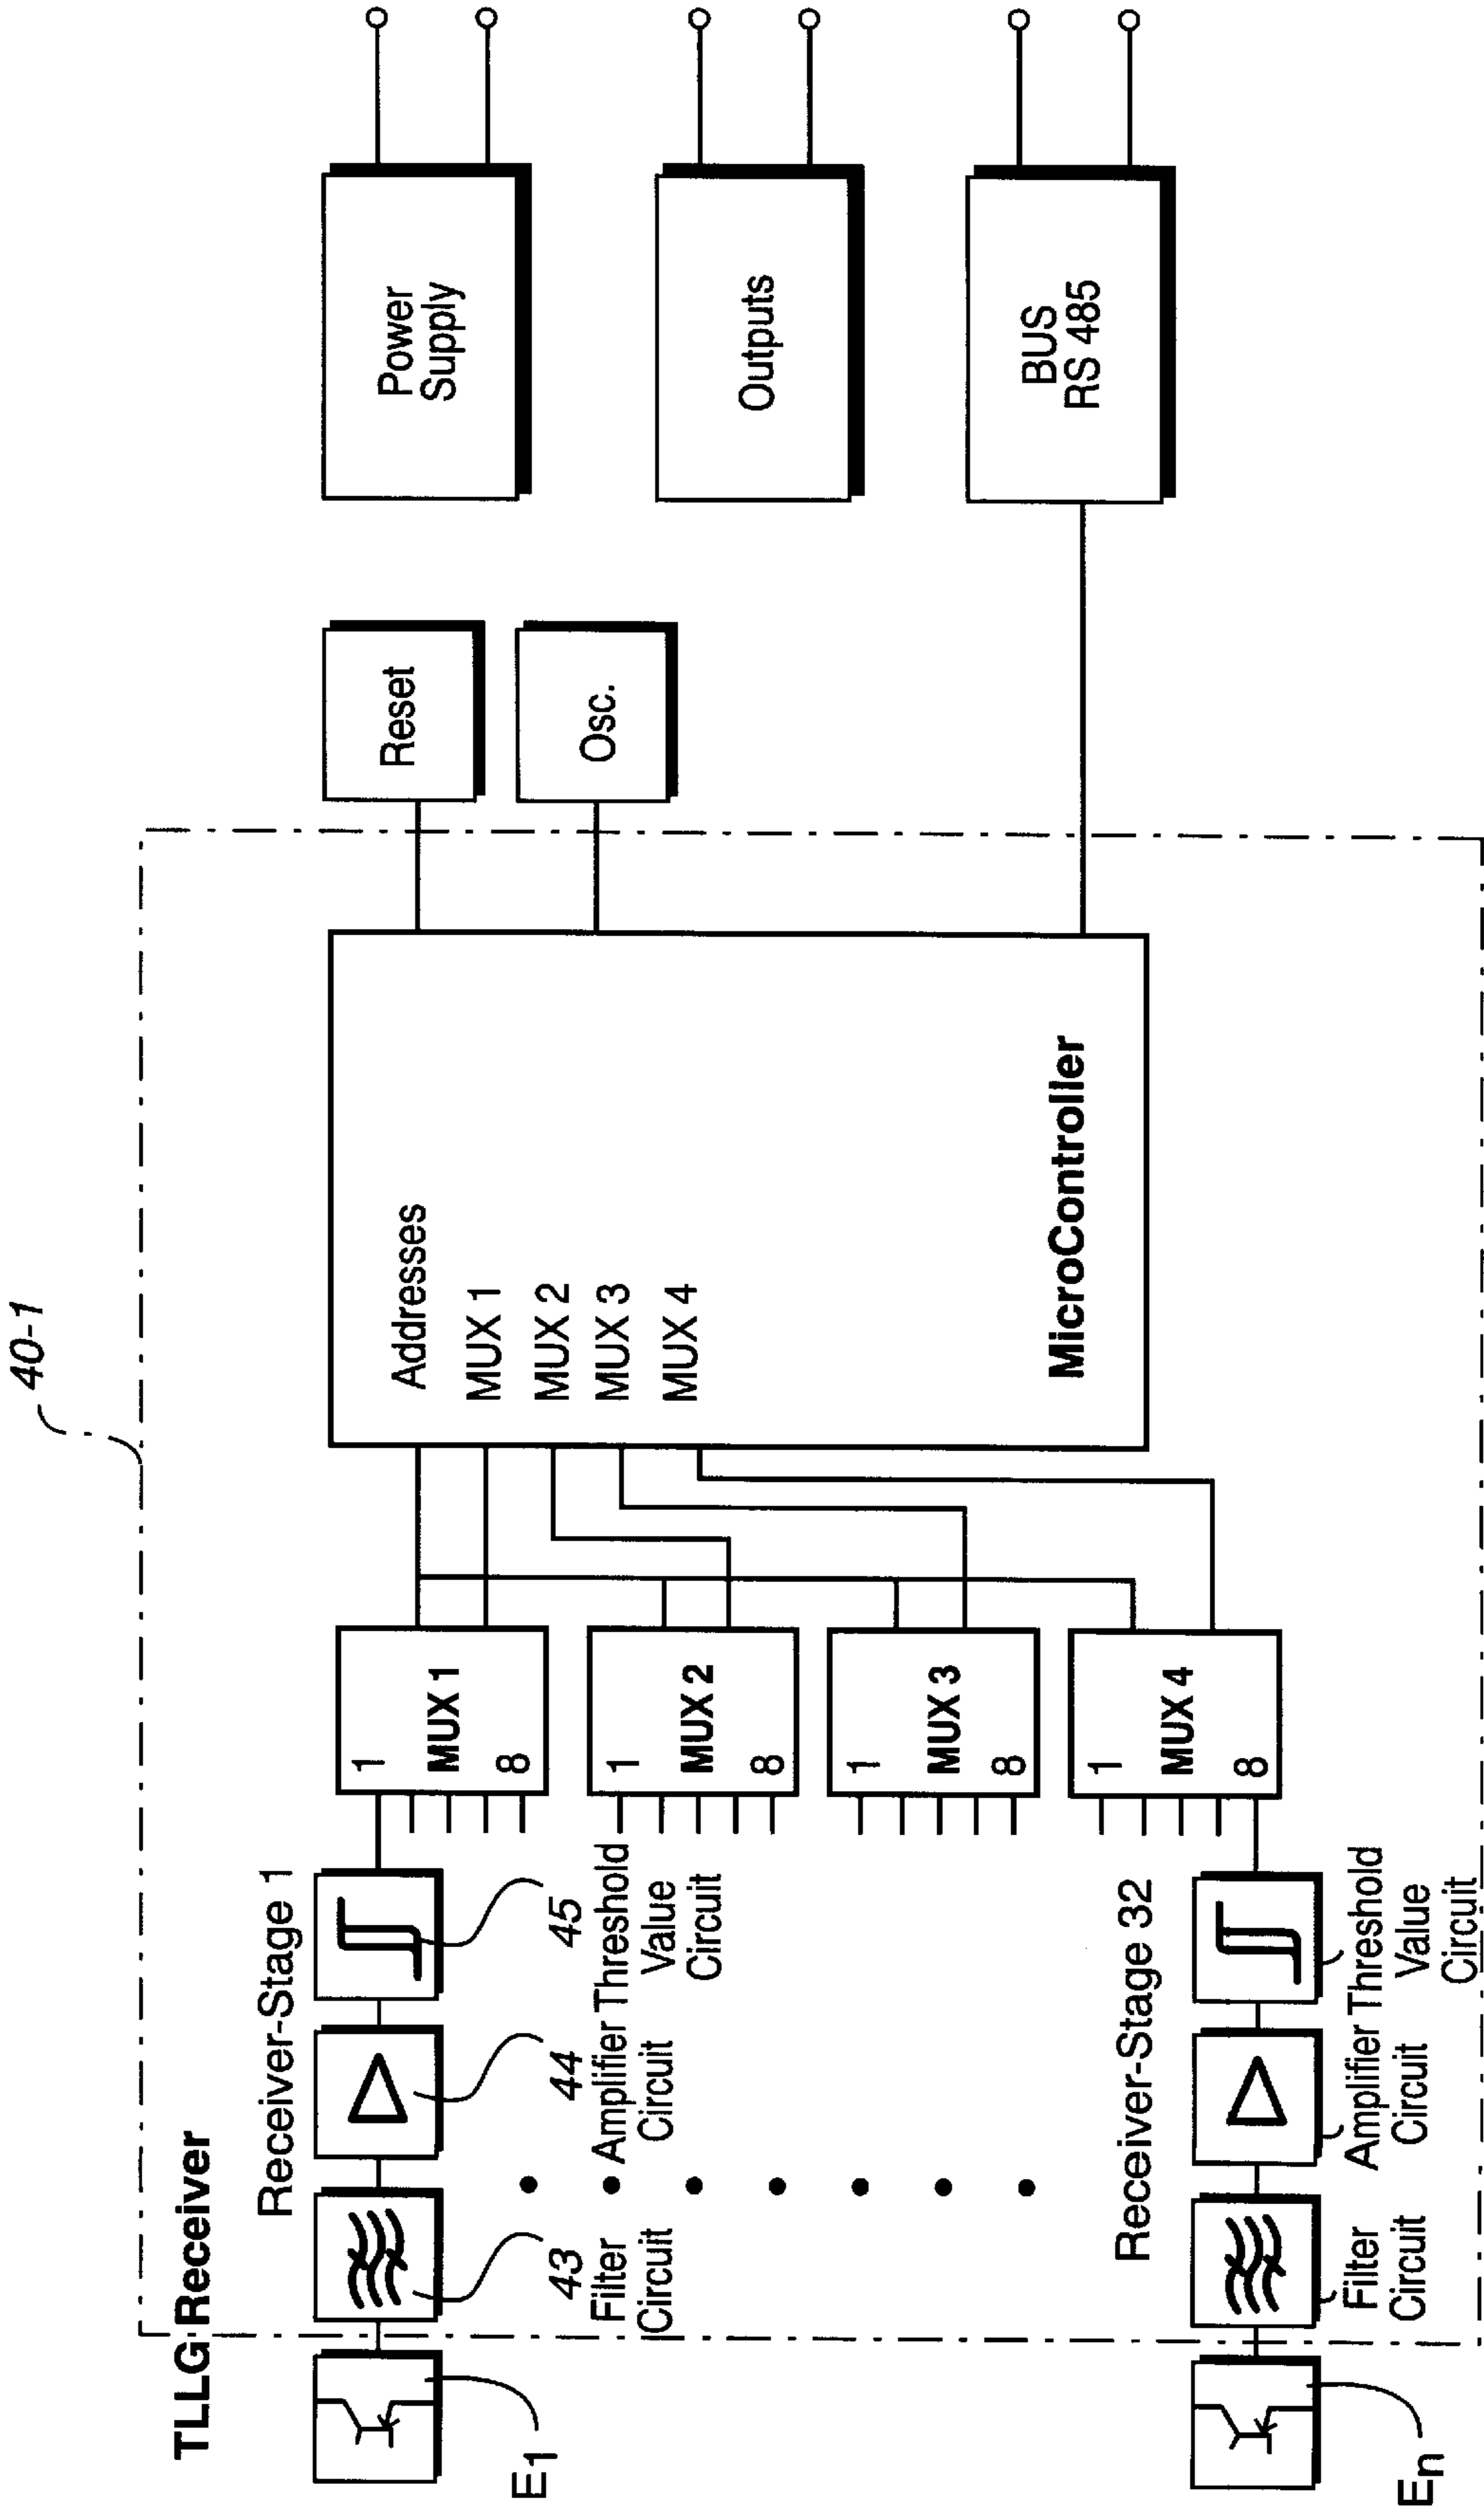 40-1
TLLG Receiver
Receiver-Stage 1
E1
43
Filter
Circuit
44
Amplifier
Circuit
45
Threshold
Value
Circuit
1
MUX 1
8
1
MUX 2
8
1
MUX 3
8
1
MUX 4
8
Addresses
MUX 1
MUX 2
MUX 3
MUX 4
MicroController
Reset
Osc.
Power
Supply
Outputs
BUS
RS 485
Receiver-Stage 32
En
Filter
Circuit
Amplifier
Circuit
Threshold
Value
Circuit